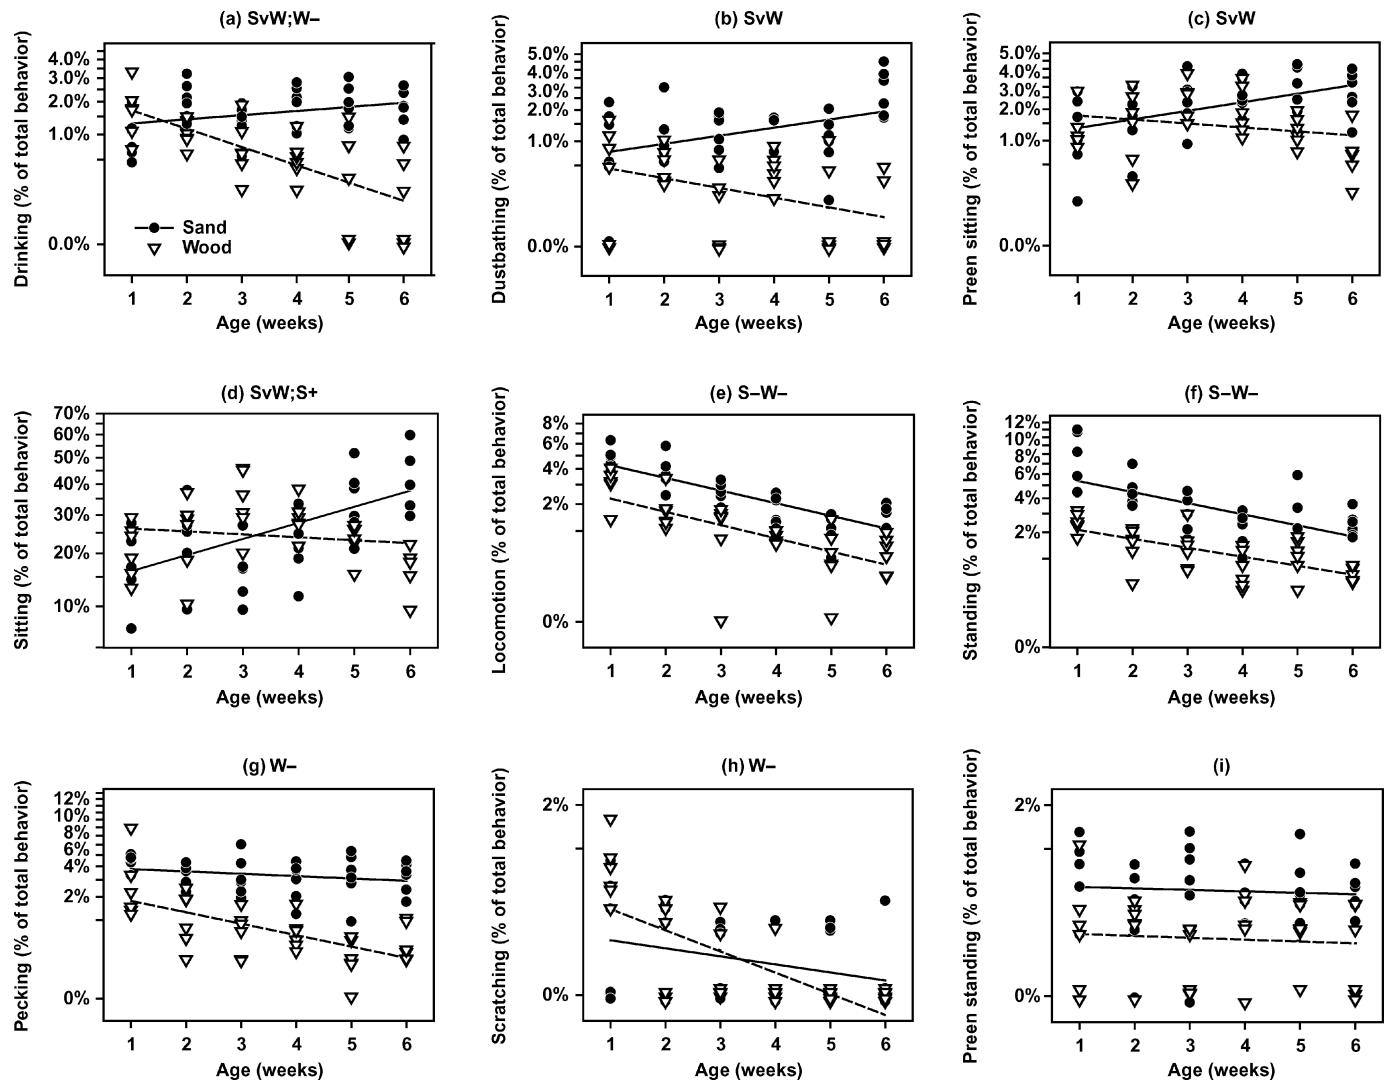 (a) SvW;W–
Drinking (% of total behavior)
4.0%
3.0%
2.0%
1.0%
0.0%
Sand
Wood
1 2 3 4 5 6
Age (weeks)
(b) SvW
Dustbathing (% of total behavior)
5.0%
4.0%
3.0%
2.0%
1.0%
0.0%
1 2 3 4 5 6
Age (weeks)
(c) SvW
Preen sitting (% of total behavior)
5.0%
4.0%
3.0%
2.0%
1.0%
0.0%
1 2 3 4 5 6
Age (weeks)
(d) SvW;S+
Sitting (% of total behavior)
70%
60%
50%
40%
30%
20%
10%
1 2 3 4 5 6
Age (weeks)
(e) S–W–
Locomotion (% of total behavior)
8%
6%
4%
2%
0%
1 2 3 4 5 6
Age (weeks)
(f) S–W–
Standing (% of total behavior)
12%
10%
8%
6%
4%
2%
0%
1 2 3 4 5 6
Age (weeks)
(g) W–
Pecking (% of total behavior)
12%
10%
8%
6%
4%
2%
0%
1 2 3 4 5 6
Age (weeks)
(h) W–
Scratching (% of total behavior)
2%
0%
1 2 3 4 5 6
Age (weeks)
(i)
Preen standing (% of total behavior)
2%
0%
1 2 3 4 5 6
Age (weeks)